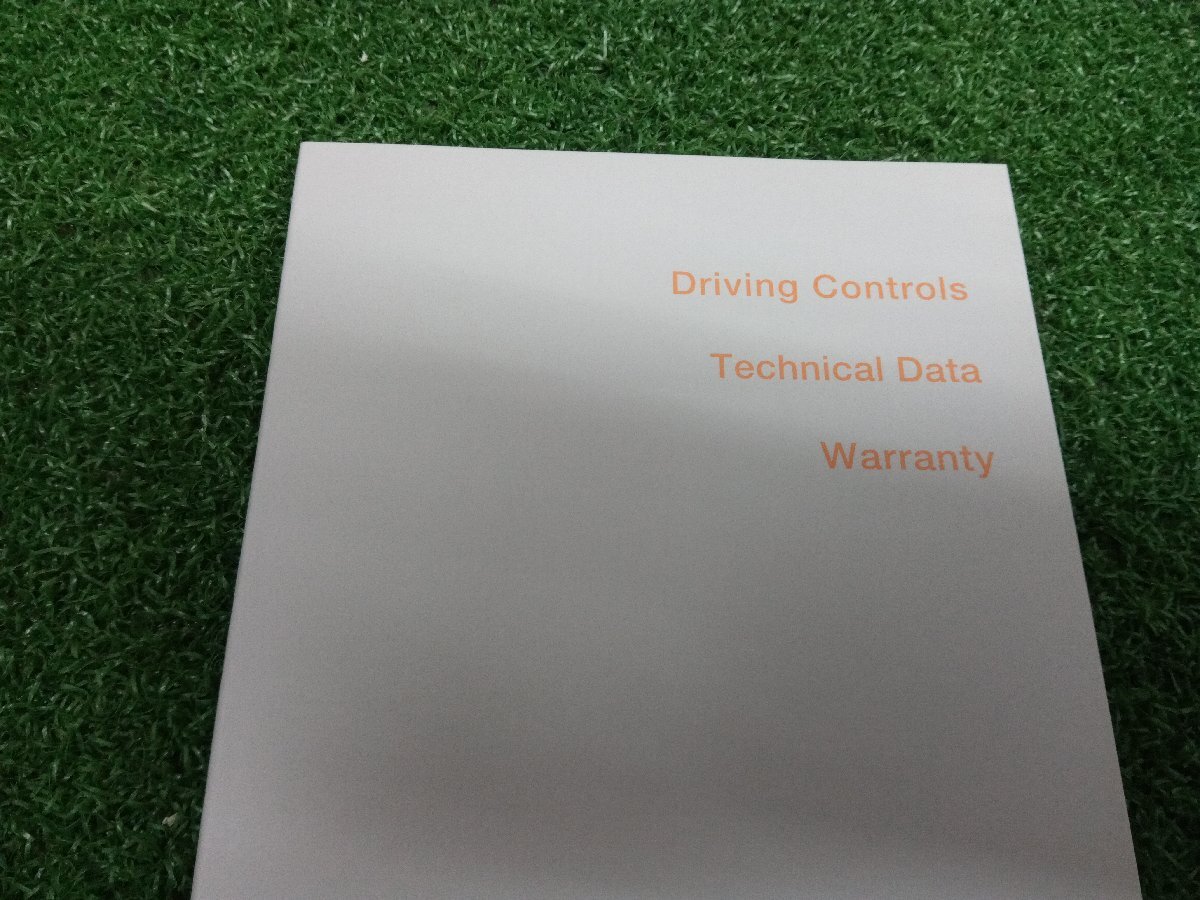 Driving Controls
Technical Data
Warranty